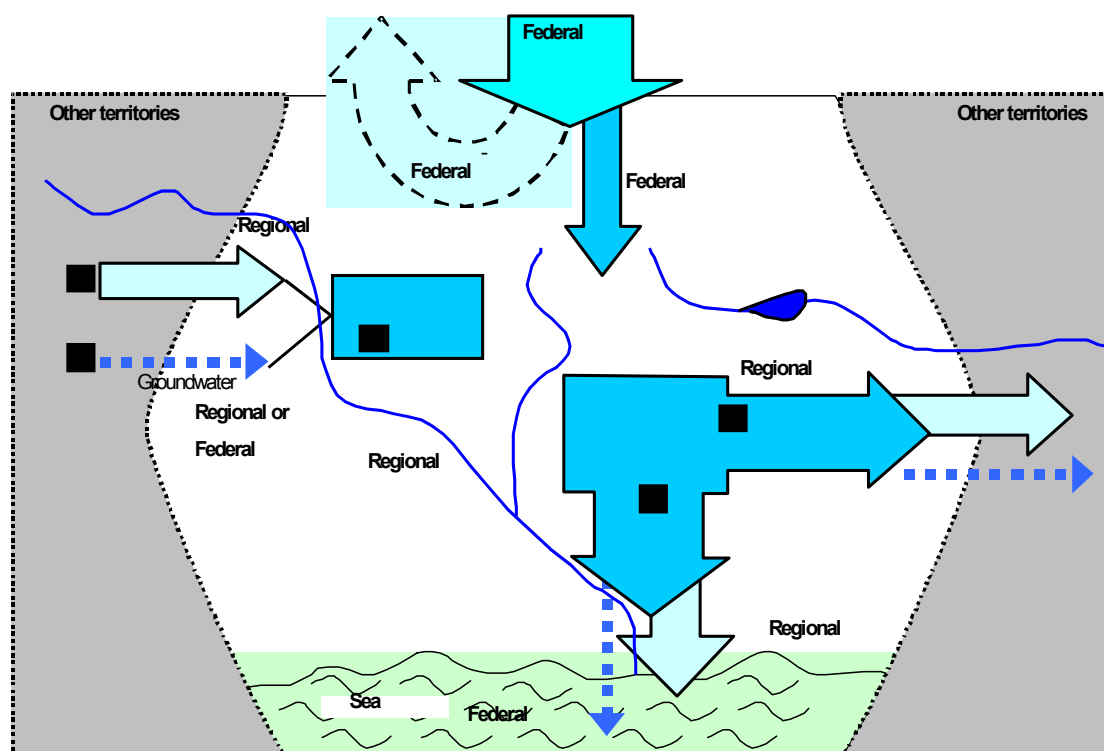 Federal
Other territories
Other territories
Federal
Federal
Regional
Regional
Groundwater
Regional or
Federal
Regional
Regional
Sea
Federal